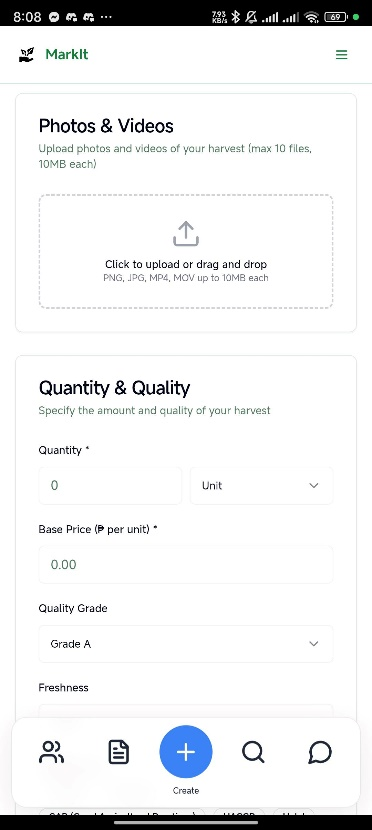 8:08
7.93
KB/s
69
MarkIt
Photos & Videos
Upload photos and videos of your harvest (max 10 files,
10MB each)
Click to upload or drag and drop
PNG, JPG, MP4, MOV up to 10MB each
Quantity & Quality
Specify the amount and quality of your harvest
Quantity *
0
Unit
Base Price (₱ per unit) *
0.00
Quality Grade
Grade A
Freshness
Create